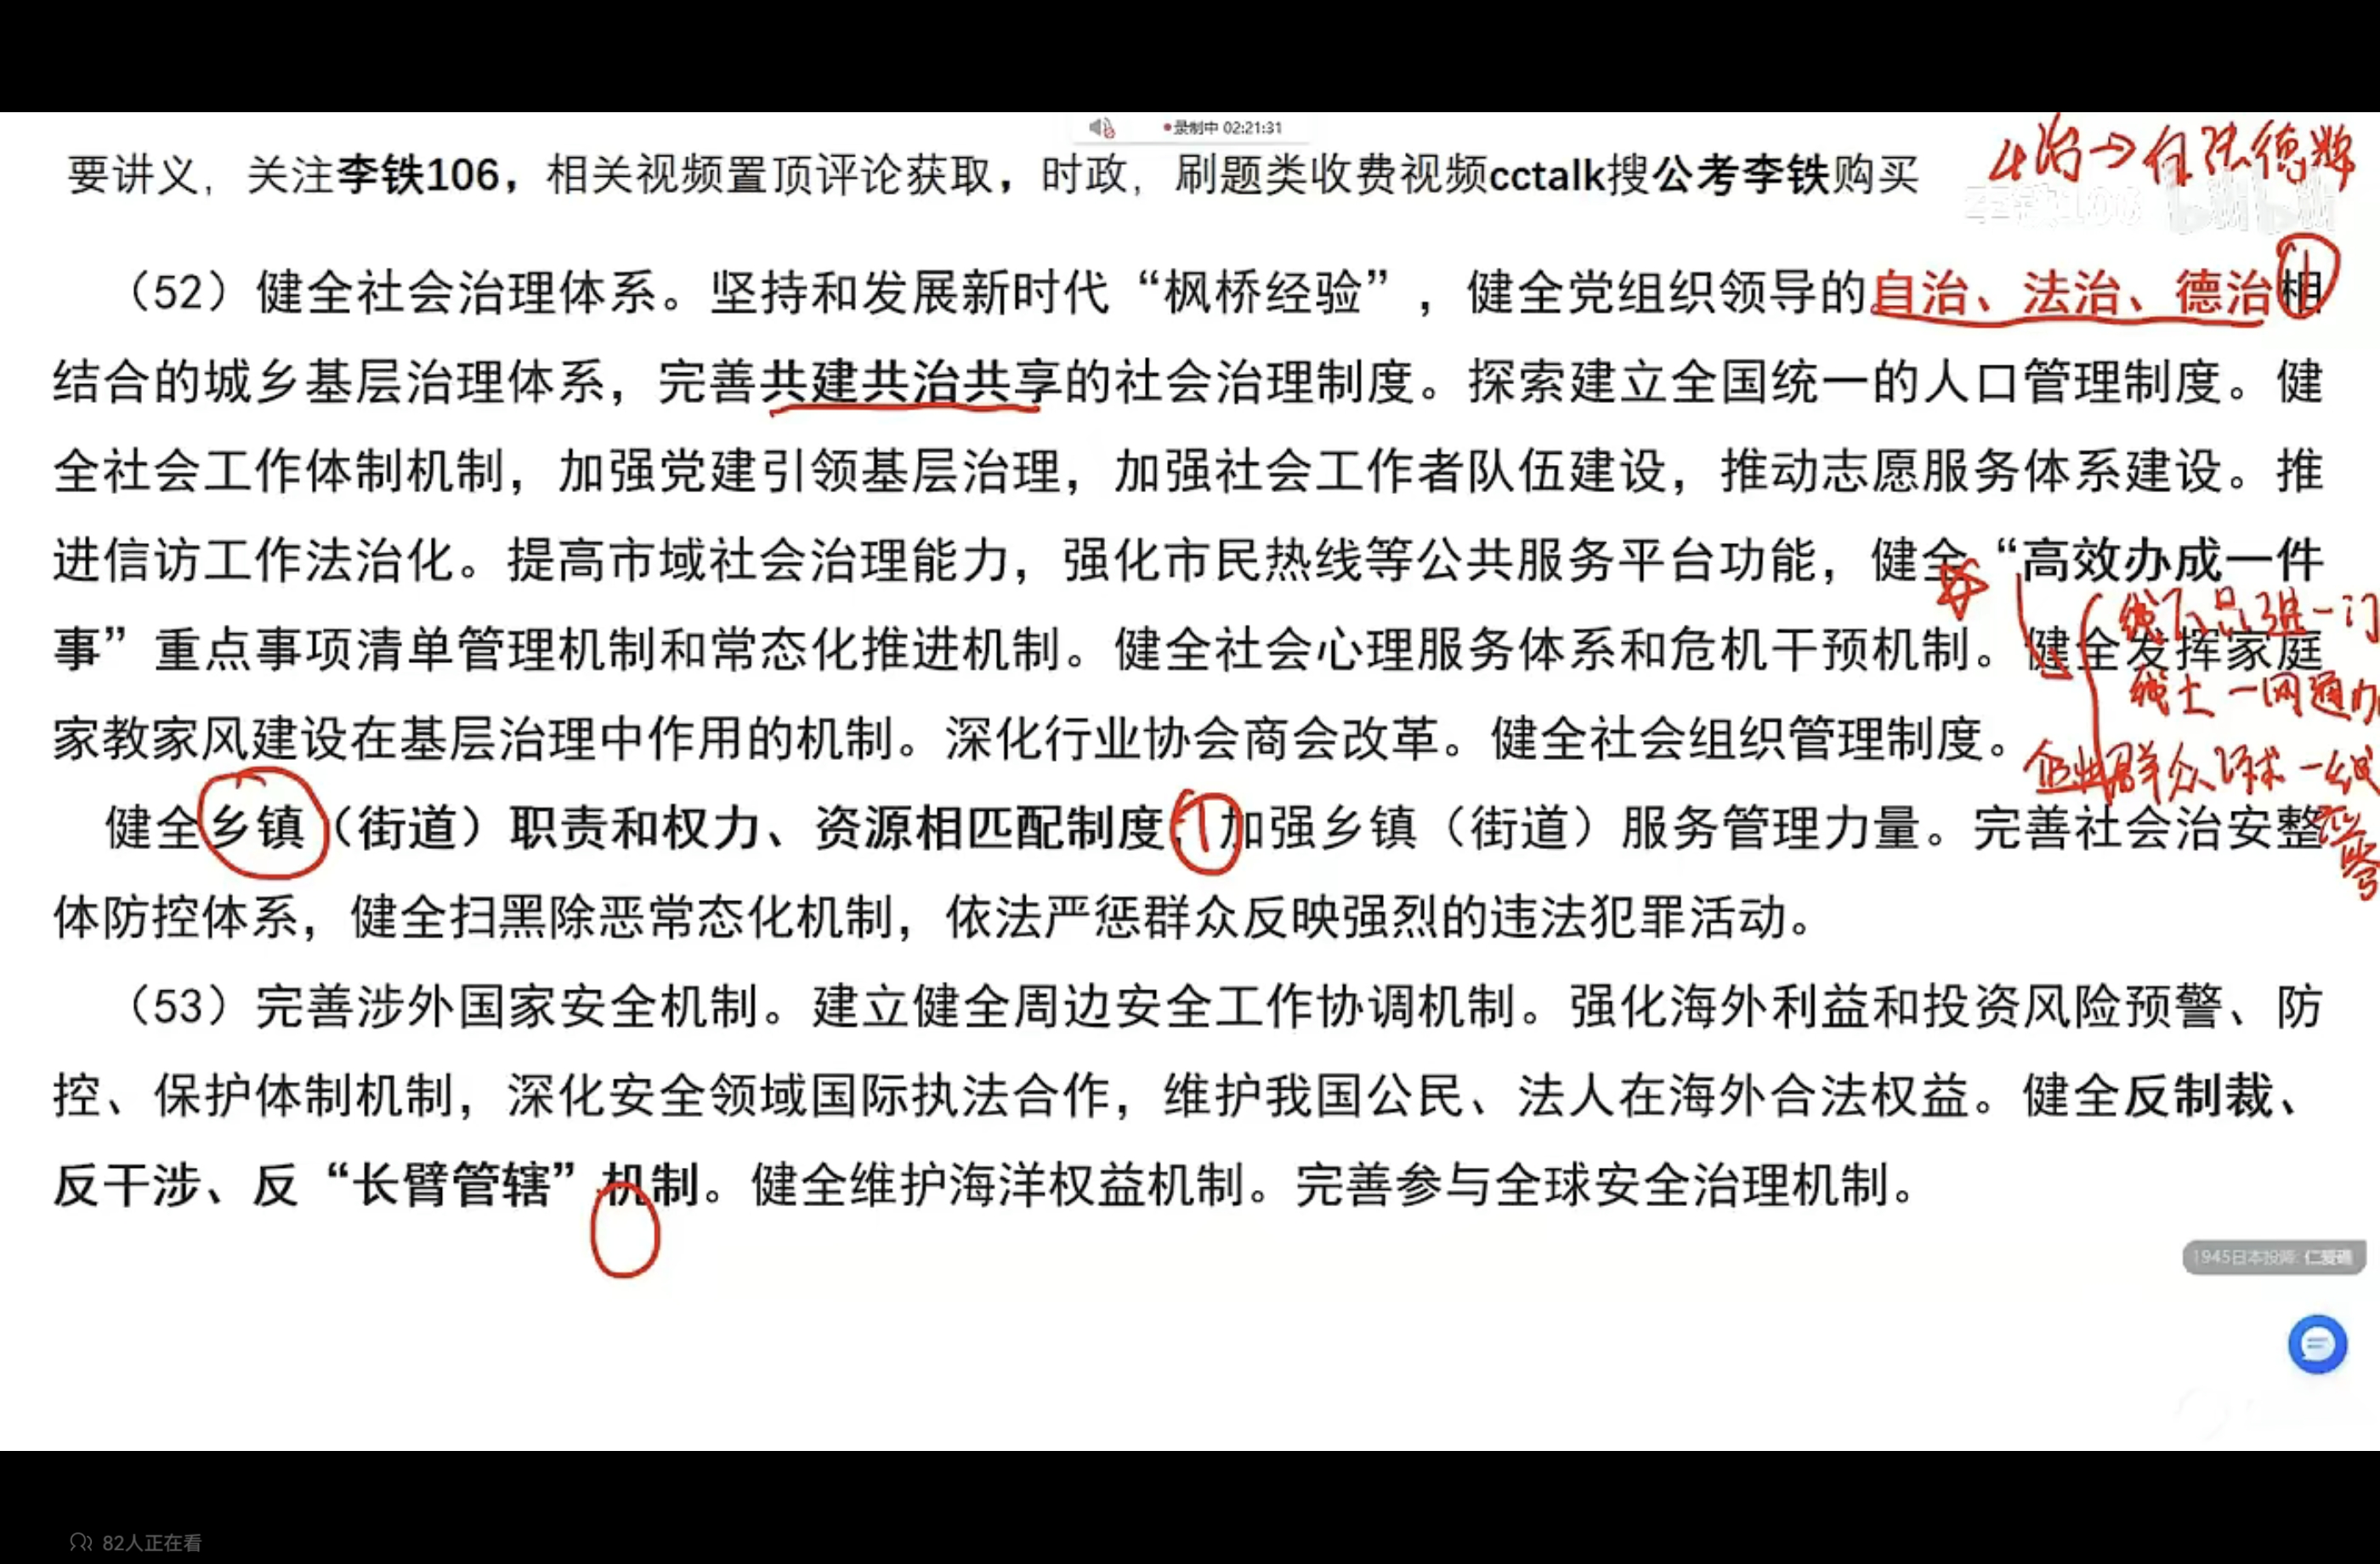 录制中 02:21:31
要讲义，关注李铁106，相关视频置顶评论获取，时政，刷题类收费视频cctalk搜公考李铁购买
4治→自法德
李铁106 bilibili
（52）健全社会治理体系。坚持和发展新时代“枫桥经验”，健全党组织领导的自治、法治、德治相
结合的城乡基层治理体系，完善共建共治共享的社会治理制度。探索建立全国统一的人口管理制度。健
全社会工作体制机制，加强党建引领基层治理，加强社会工作者队伍建设，推动志愿服务体系建设。推
进信访工作法治化。提高市域社会治理能力，强化市民热线等公共服务平台功能，健全“高效办成一件
线下只进一门
事”重点事项清单管理机制和常态化推进机制。健全社会心理服务体系和危机干预机制。健全发挥家庭
线上一网通办
家教家风建设在基层治理中作用的机制。深化行业协会商会改革。健全社会组织管理制度。
企业群众诉求一线
应答
健全乡镇（街道）职责和权力、资源相匹配制度，加强乡镇（街道）服务管理力量。完善社会治安整
体防控体系，健全扫黑除恶常态化机制，依法严惩群众反映强烈的违法犯罪活动。
（53）完善涉外国家安全机制。建立健全周边安全工作协调机制。强化海外利益和投资风险预警、防
控、保护体制机制，深化安全领域国际执法合作，维护我国公民、法人在海外合法权益。健全反制裁、
反干涉、反“长臂管辖”机制。健全维护海洋权益机制。完善参与全球安全治理机制。
1945日本投降 仁爱礁
82人正在看